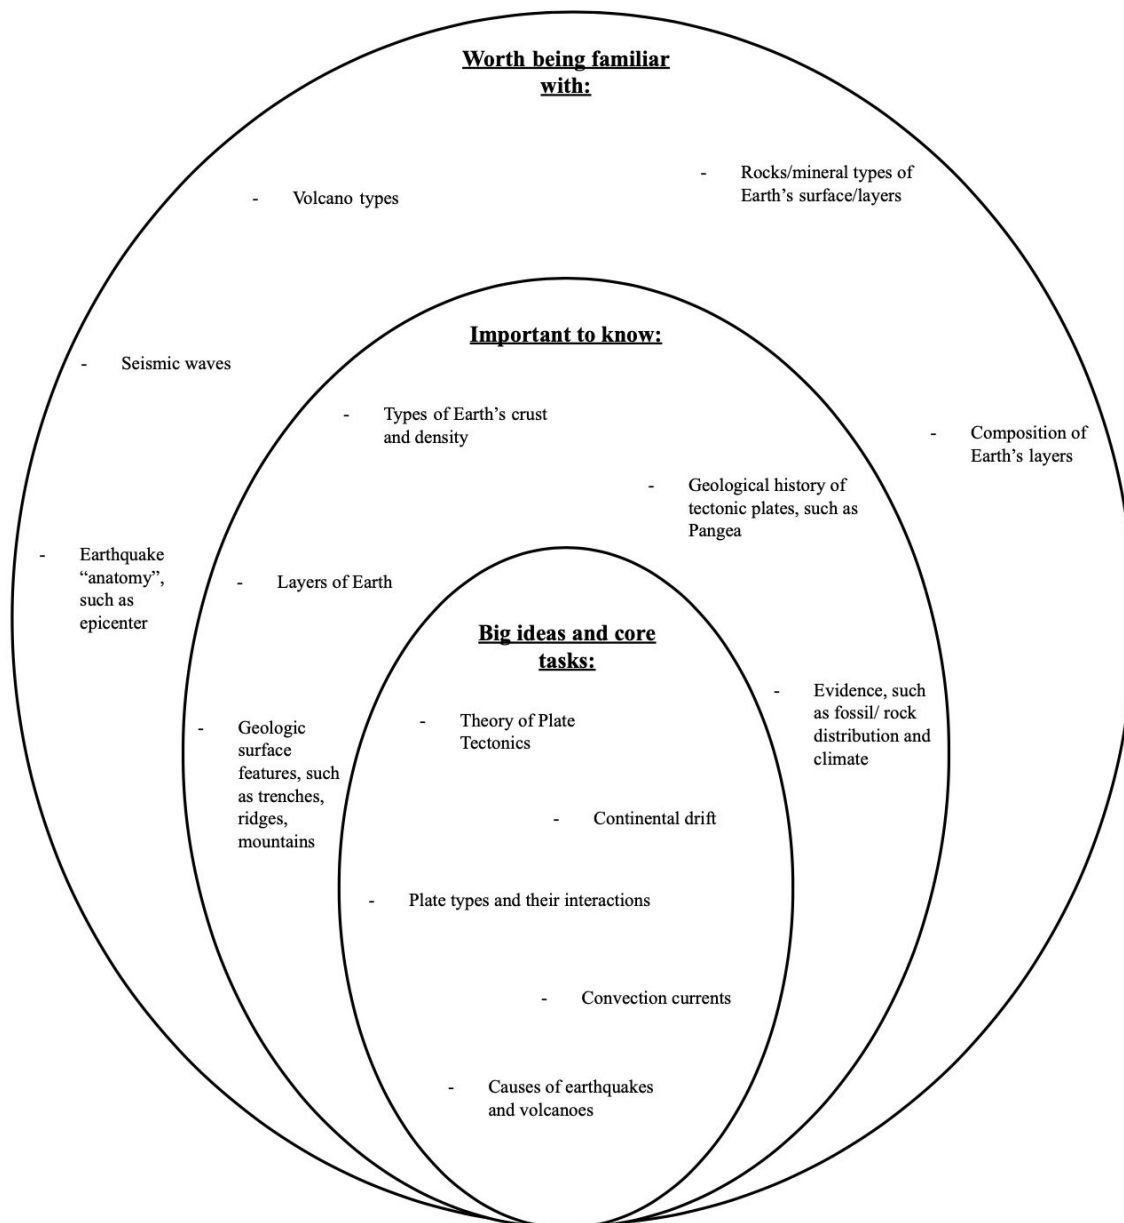 Worth being familiar
with:
- Volcano types
- Rocks/mineral types of
Earth's surface/layers
- Seismic waves
- Composition of
Earth's layers
- Earthquake
“anatomy”,
such as
epicenter
Important to know:
- Types of Earth's crust
and density
- Geological history of
tectonic plates, such as
Pangea
- Layers of Earth
- Geologic
surface
features, such
as trenches,
ridges,
mountains
- Evidence, such
as fossil/ rock
distribution and
climate
Big ideas and core
tasks:
- Theory of Plate
Tectonics
- Continental drift
- Plate types and their interactions
- Convection currents
- Causes of earthquakes
and volcanoes